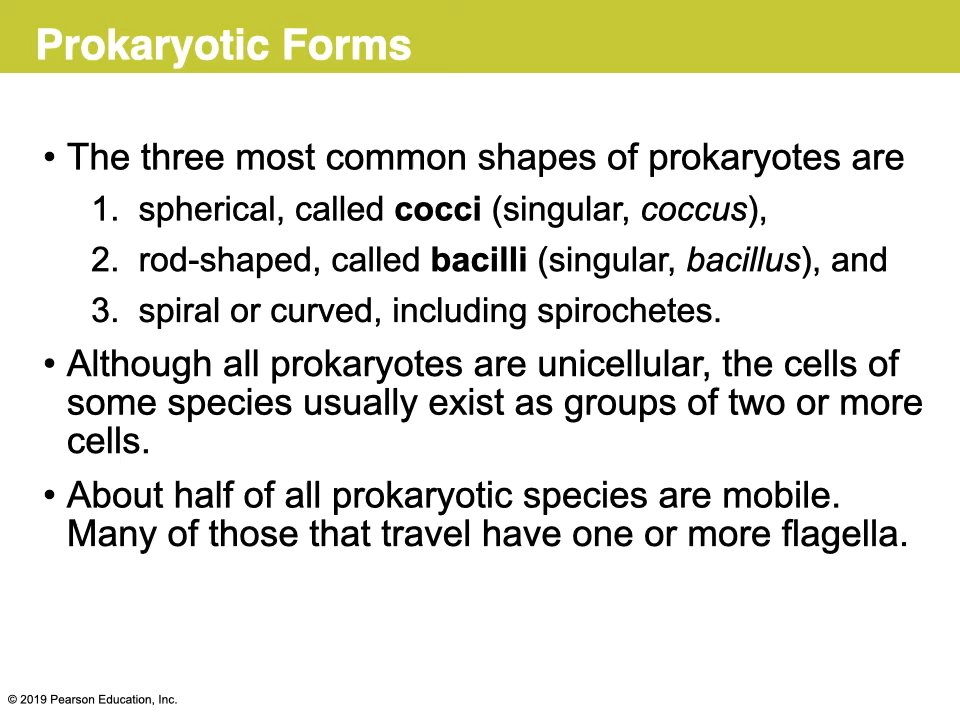 Prokaryotic Forms
• The three most common shapes of prokaryotes are
1. spherical, called cocci (singular, coccus),
2. rod-shaped, called bacilli (singular, bacillus), and
3. spiral or curved, including spirochetes.
• Although all prokaryotes are unicellular, the cells of
some species usually exist as groups of two or more
cells.
• About half of all prokaryotic species are mobile.
Many of those that travel have one or more flagella.
© 2019 Pearson Education, Inc.